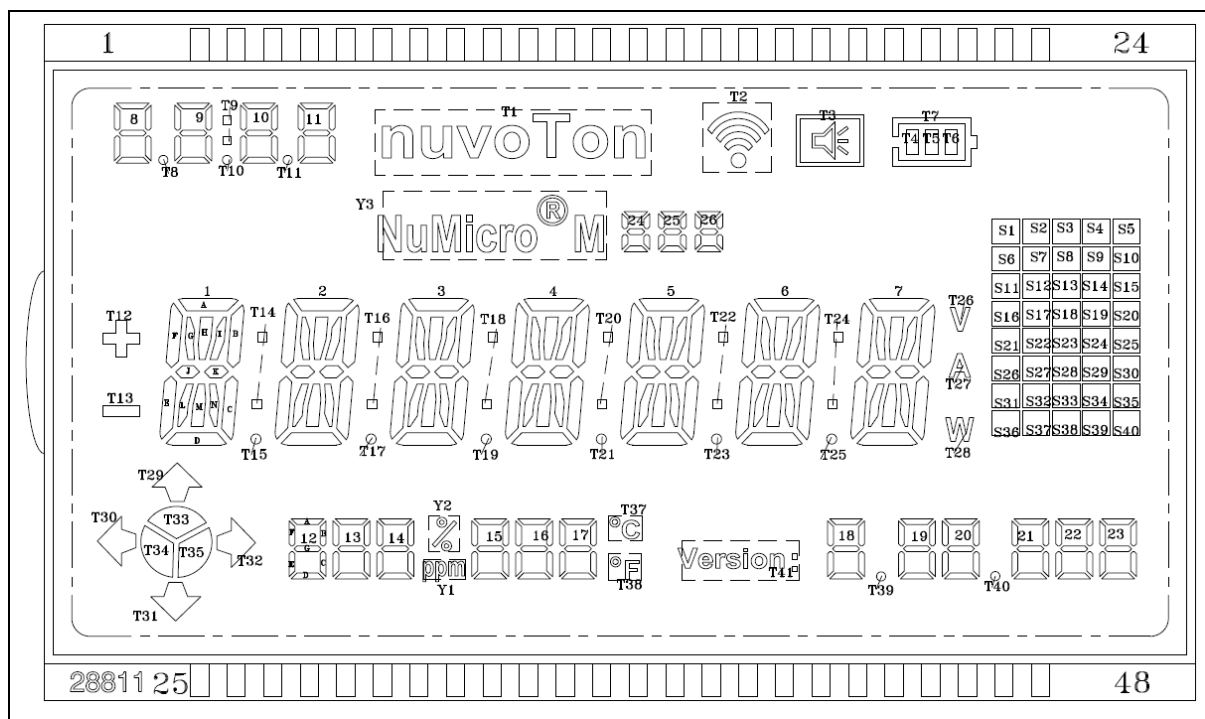 1 24
8 9 T9 10 11 T1 T2 T3 T7
nuvoTon
T4 T5 T6
T8 T10 T11
Y3 NuMicro® M 24 25 26
S1 S2 S3 S4 S5
S6 S7 S8 S9 S10
S11 S12 S13 S14 S15
S16 S17 S18 S19 S20
S21 S22 S23 S24 S25
S26 S27 S28 S29 S30
S31 S32 S33 S34 S35
S36 S37 S38 S39 S40
1 2 3 4 5 6 7
T12 T14 T16 T18 T20 T22 T24 T26
A
F G H I B
V
J K
A
T13 T27
E L M N C
D
W
T15 T17 T19 T21 T23 T25 T28
T29
T30 T33 T34 T35 T32
T31
A
F B
12 13 14
G
E C
D
Y2
%
ppm
Y1
15 16 17
T37
°C
°F
T38
Version:
T41
18 19 20 21 22 23
T39 T40
28811 25 48